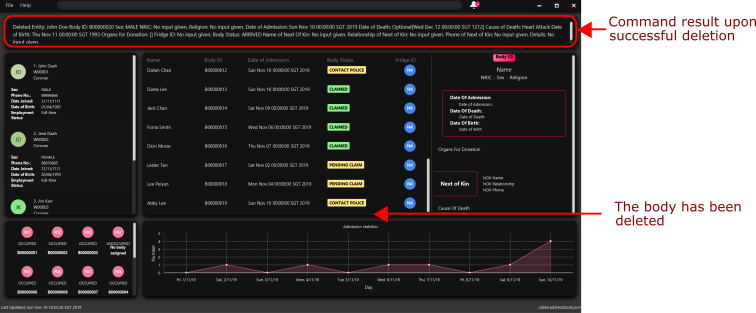 File Help
Deleted Entity: John Doe Body ID: B00000020 Sex: MALE NRIC: No input given. Religion: No input given. Date of Admission: Sun Nov 10 00:00:00 SGT 2019 Date of Death: Optional[Wed Dec 12 00:00:00 SGT 1212] Cause of Death: Heart Attack Date
of Birth: Thu Nov 11 00:00:00 SGT 1993 Organs for Donation: [] Fridge ID: No input given. Body Status: ARRIVED Name of Next Of Kin: No input given. Relationship of Next of Kin: No input given. Phone of Next of Kin: No input given. Details: No
input given.
Command result upon
successful deletion
JD
1. John Dash
W00001
Coroner
Sex: MALE
Phone No.:
Date Joined: 21/11/1111
Date of Birth: 01/04/1985
Employment Status Full-time
JD
2. Jane Dash
W00002
Coroner
Sex: FEMALE
Phone No.:
Date Joined: 21/11/1111
Date of Birth: 20/06/1970
Employment Status Full-time
JK
3. Jim Kerr
W00003
Coroner
Name Body ID Date of Admission Body Status Fridge ID
Dalah Chan B00000012 Sun Nov 10 00:00:00 SGT 2019 CONTACT POLICE NA
Diana Lee B00000013 Sun Nov 10 00:00:00 SGT 2019 CLAIMED NA
Jack Chan B00000014 Sat Nov 09 00:00:00 SGT 2019 CLAIMED NA
Fiona Smith B00000015 Wed Nov 06 00:00:00 SGT 2019 CLAIMED NA
Dion Morse B00000016 Thu Nov 07 00:00:00 SGT 2019 CLAIMED NA
Lester Tan B00000017 Sat Nov 02 00:00:00 SGT 2019 PENDING CLAIM NA
Lee Peiyan B00000018 Mon Nov 04 00:00:00 SGT 2019 PENDING CLAIM NA
Abby Lee B00000019 Sun Nov 10 00:00:00 SGT 2019 CONTACT POLICE NA
Body ID
Name
NRIC | Sex | Religion
Date Of Admission:
Date of Admission:
Date Of Death:
Date of Death
Date Of Birth:
Date of Birth
Organs For Donation
Next of Kin
NOK Name
NOK Relationship
NOK Phone
Cause Of Death
The body has been
deleted
F01 F02 F03 F04
OCCUPIED OCCUPIED OCCUPIED UNOCCUPIED
B00000001 B00000002 B00000003 No body assigned
F05 F06 F07 F08
OCCUPIED OCCUPIED OCCUPIED OCCUPIED
B00000006 B00000007 B00000004
Admission statistics
Number
5
4
3
2
1
0
Fri, 1/11/19 Sat, 2/11/19 Sun, 3/11/19 Mon, 4/11/19 Tue, 5/11/19 Wed, 6/11/19 Thu, 7/11/19 Fri, 8/11/19 Sat, 9/11/19 Sun, 10/11/19
Day
Last Updated: Sun Nov 10 16:52:39 SGT 2019